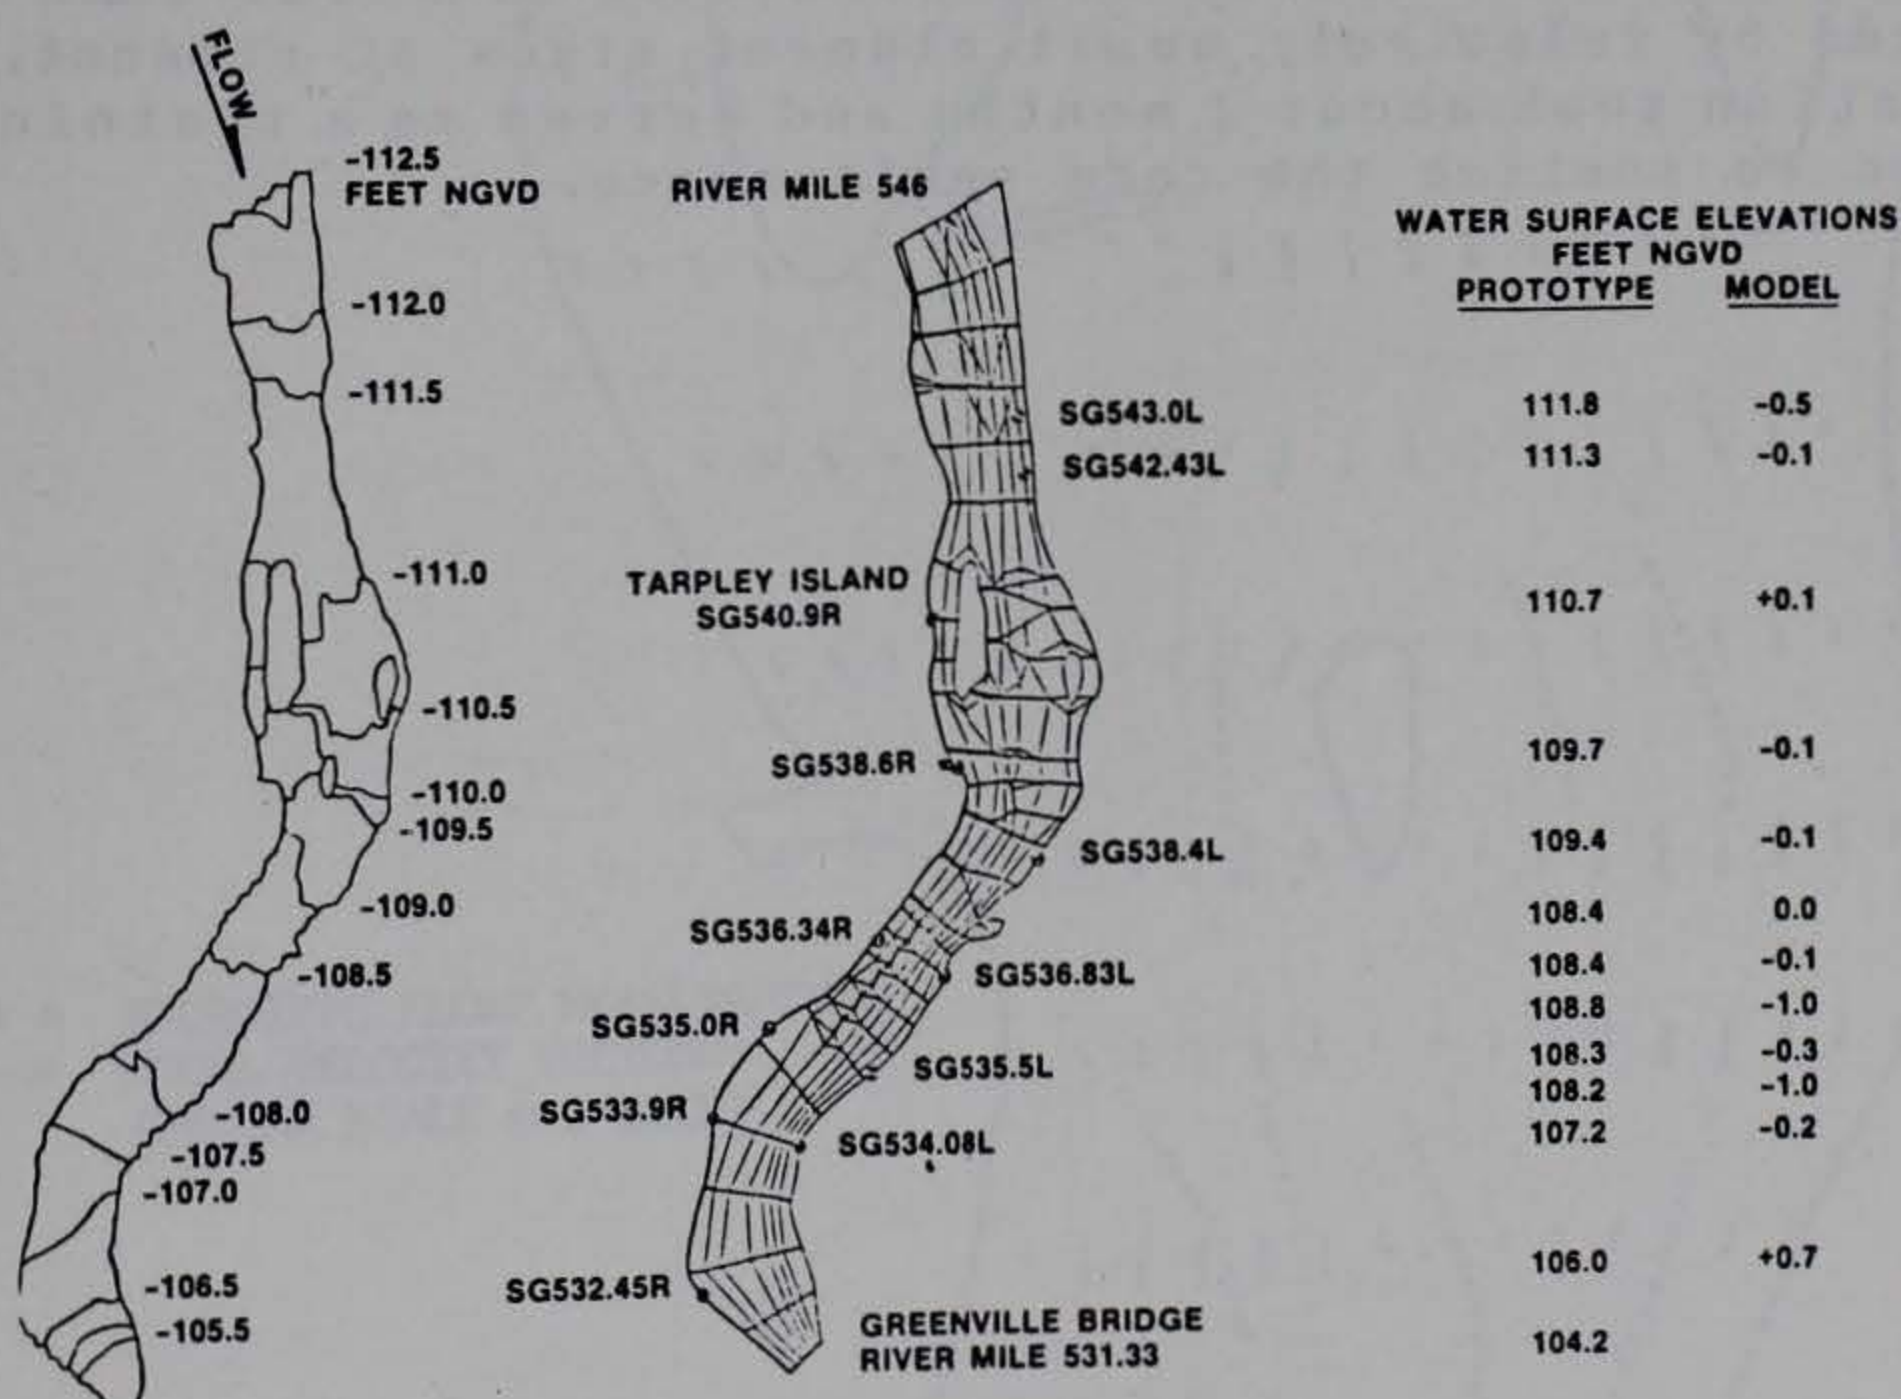 FLOW
-112.5
FEET NGVD
-112.0
-111.5
-111.0
-110.5
-110.0
-109.5
-109.0
-108.5
-108.0
-107.5
-107.0
-106.5
-105.5
RIVER MILE 546
SG543.0L
SG542.43L
TARPLEY ISLAND
SG540.9R
SG538.6R
SG538.4L
SG536.34R
SG536.83L
SG535.0R
SG535.5L
SG533.9R
SG534.08L
SG532.45R
GREENVILLE BRIDGE
RIVER MILE 531.33
WATER SURFACE ELEVATIONS
FEET NGVD
PROTOTYPE MODEL
111.8 -0.5
111.3 -0.1
110.7 +0.1
109.7 -0.1
109.4 -0.1
108.4 0.0
108.4 -0.1
108.8 -1.0
108.3 -0.3
108.2 -1.0
107.2 -0.2
106.0 +0.7
104.2